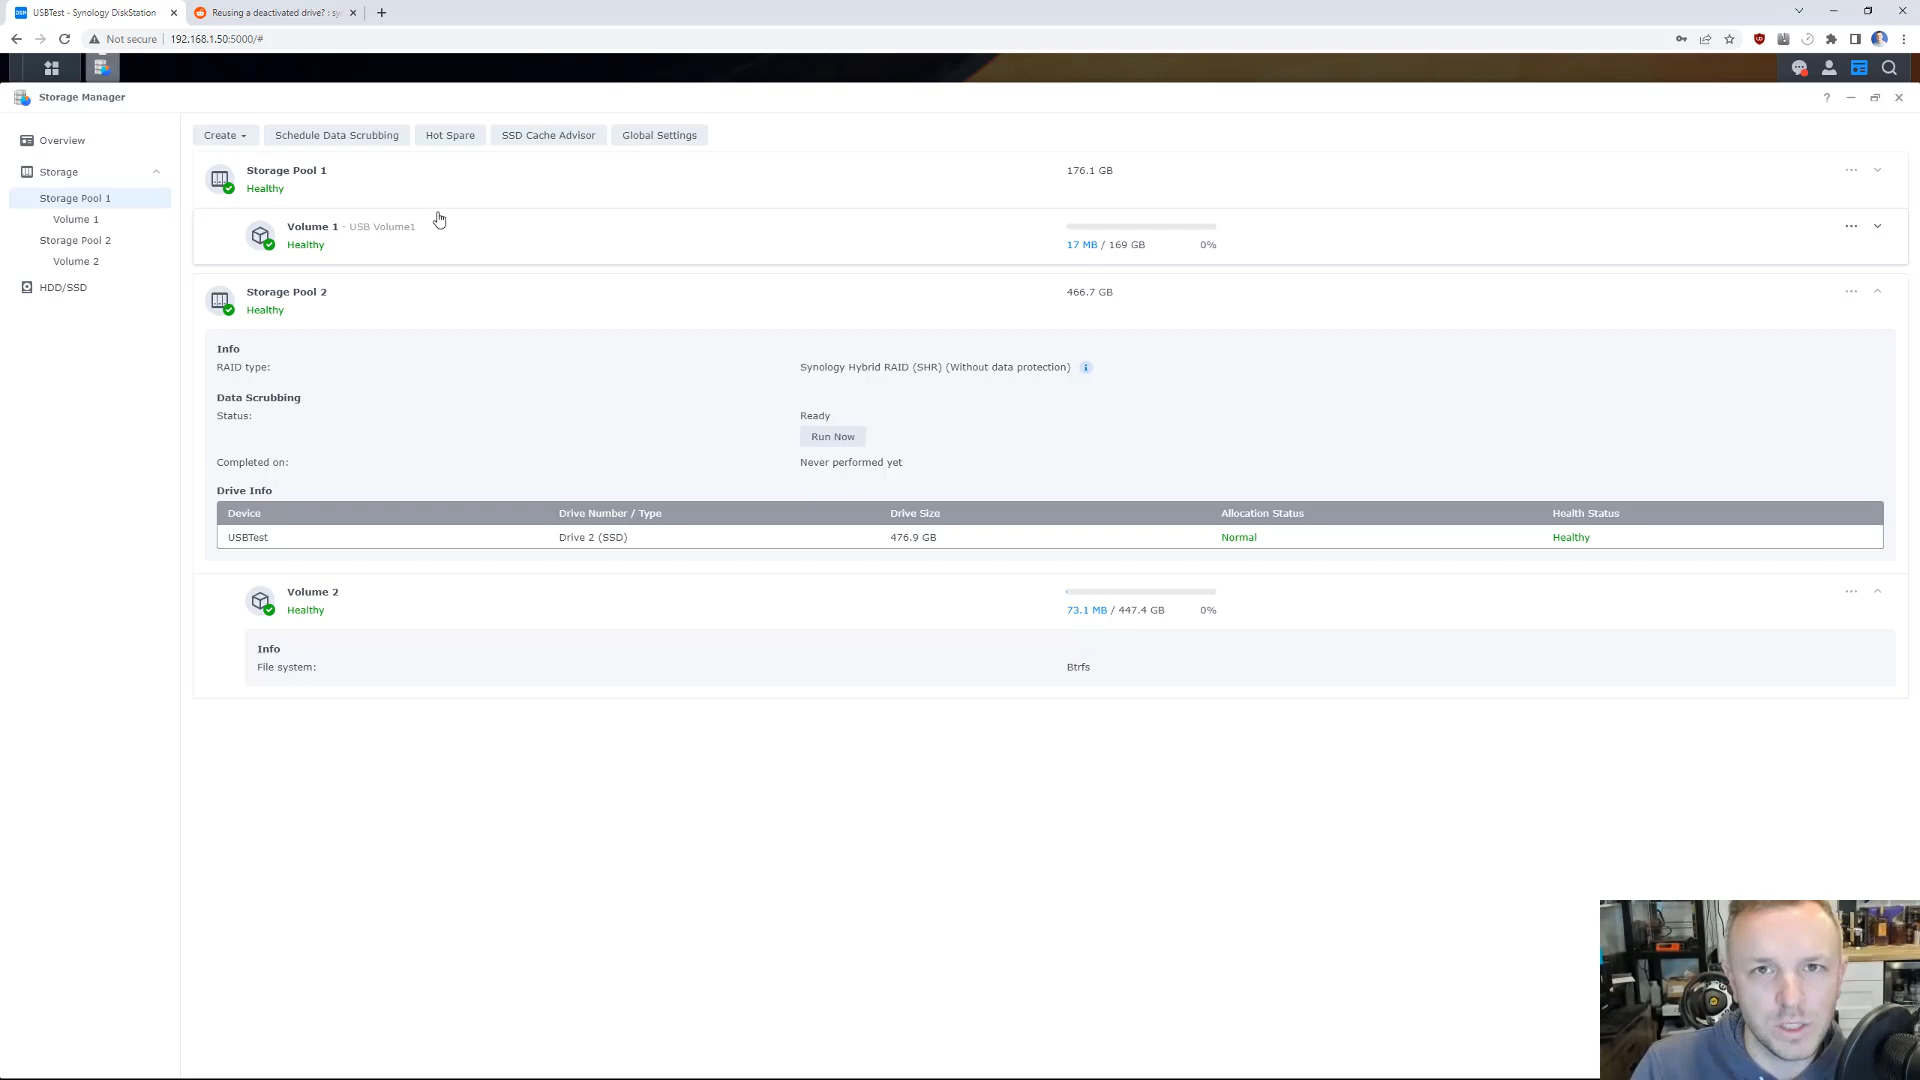 USBTest - Synology DiskStation
Reusing a deactivated drive? : sy
Not secure 192.168.1.50:5000/#
Storage Manager
Overview
Storage
Storage Pool 1
Volume 1
Storage Pool 2
Volume 2
HDD/SSD
Create Schedule Data Scrubbing Hot Spare SSD Cache Advisor Global Settings
Storage Pool 1 176.1 GB
Healthy
Volume 1 - USB Volume1
Healthy 17 MB / 169 GB 0%
Storage Pool 2 466.7 GB
Healthy
Info
RAID type: Synology Hybrid RAID (SHR) (Without data protection)
Data Scrubbing
Status: Ready
Run Now
Completed on: Never performed yet
Drive Info
Device Drive Number / Type Drive Size Allocation Status Health Status
USBTest Drive 2 (SSD) 476.9 GB Normal Healthy
Volume 2
Healthy 73.1 MB / 447.4 GB 0%
Info
File system: Btrfs